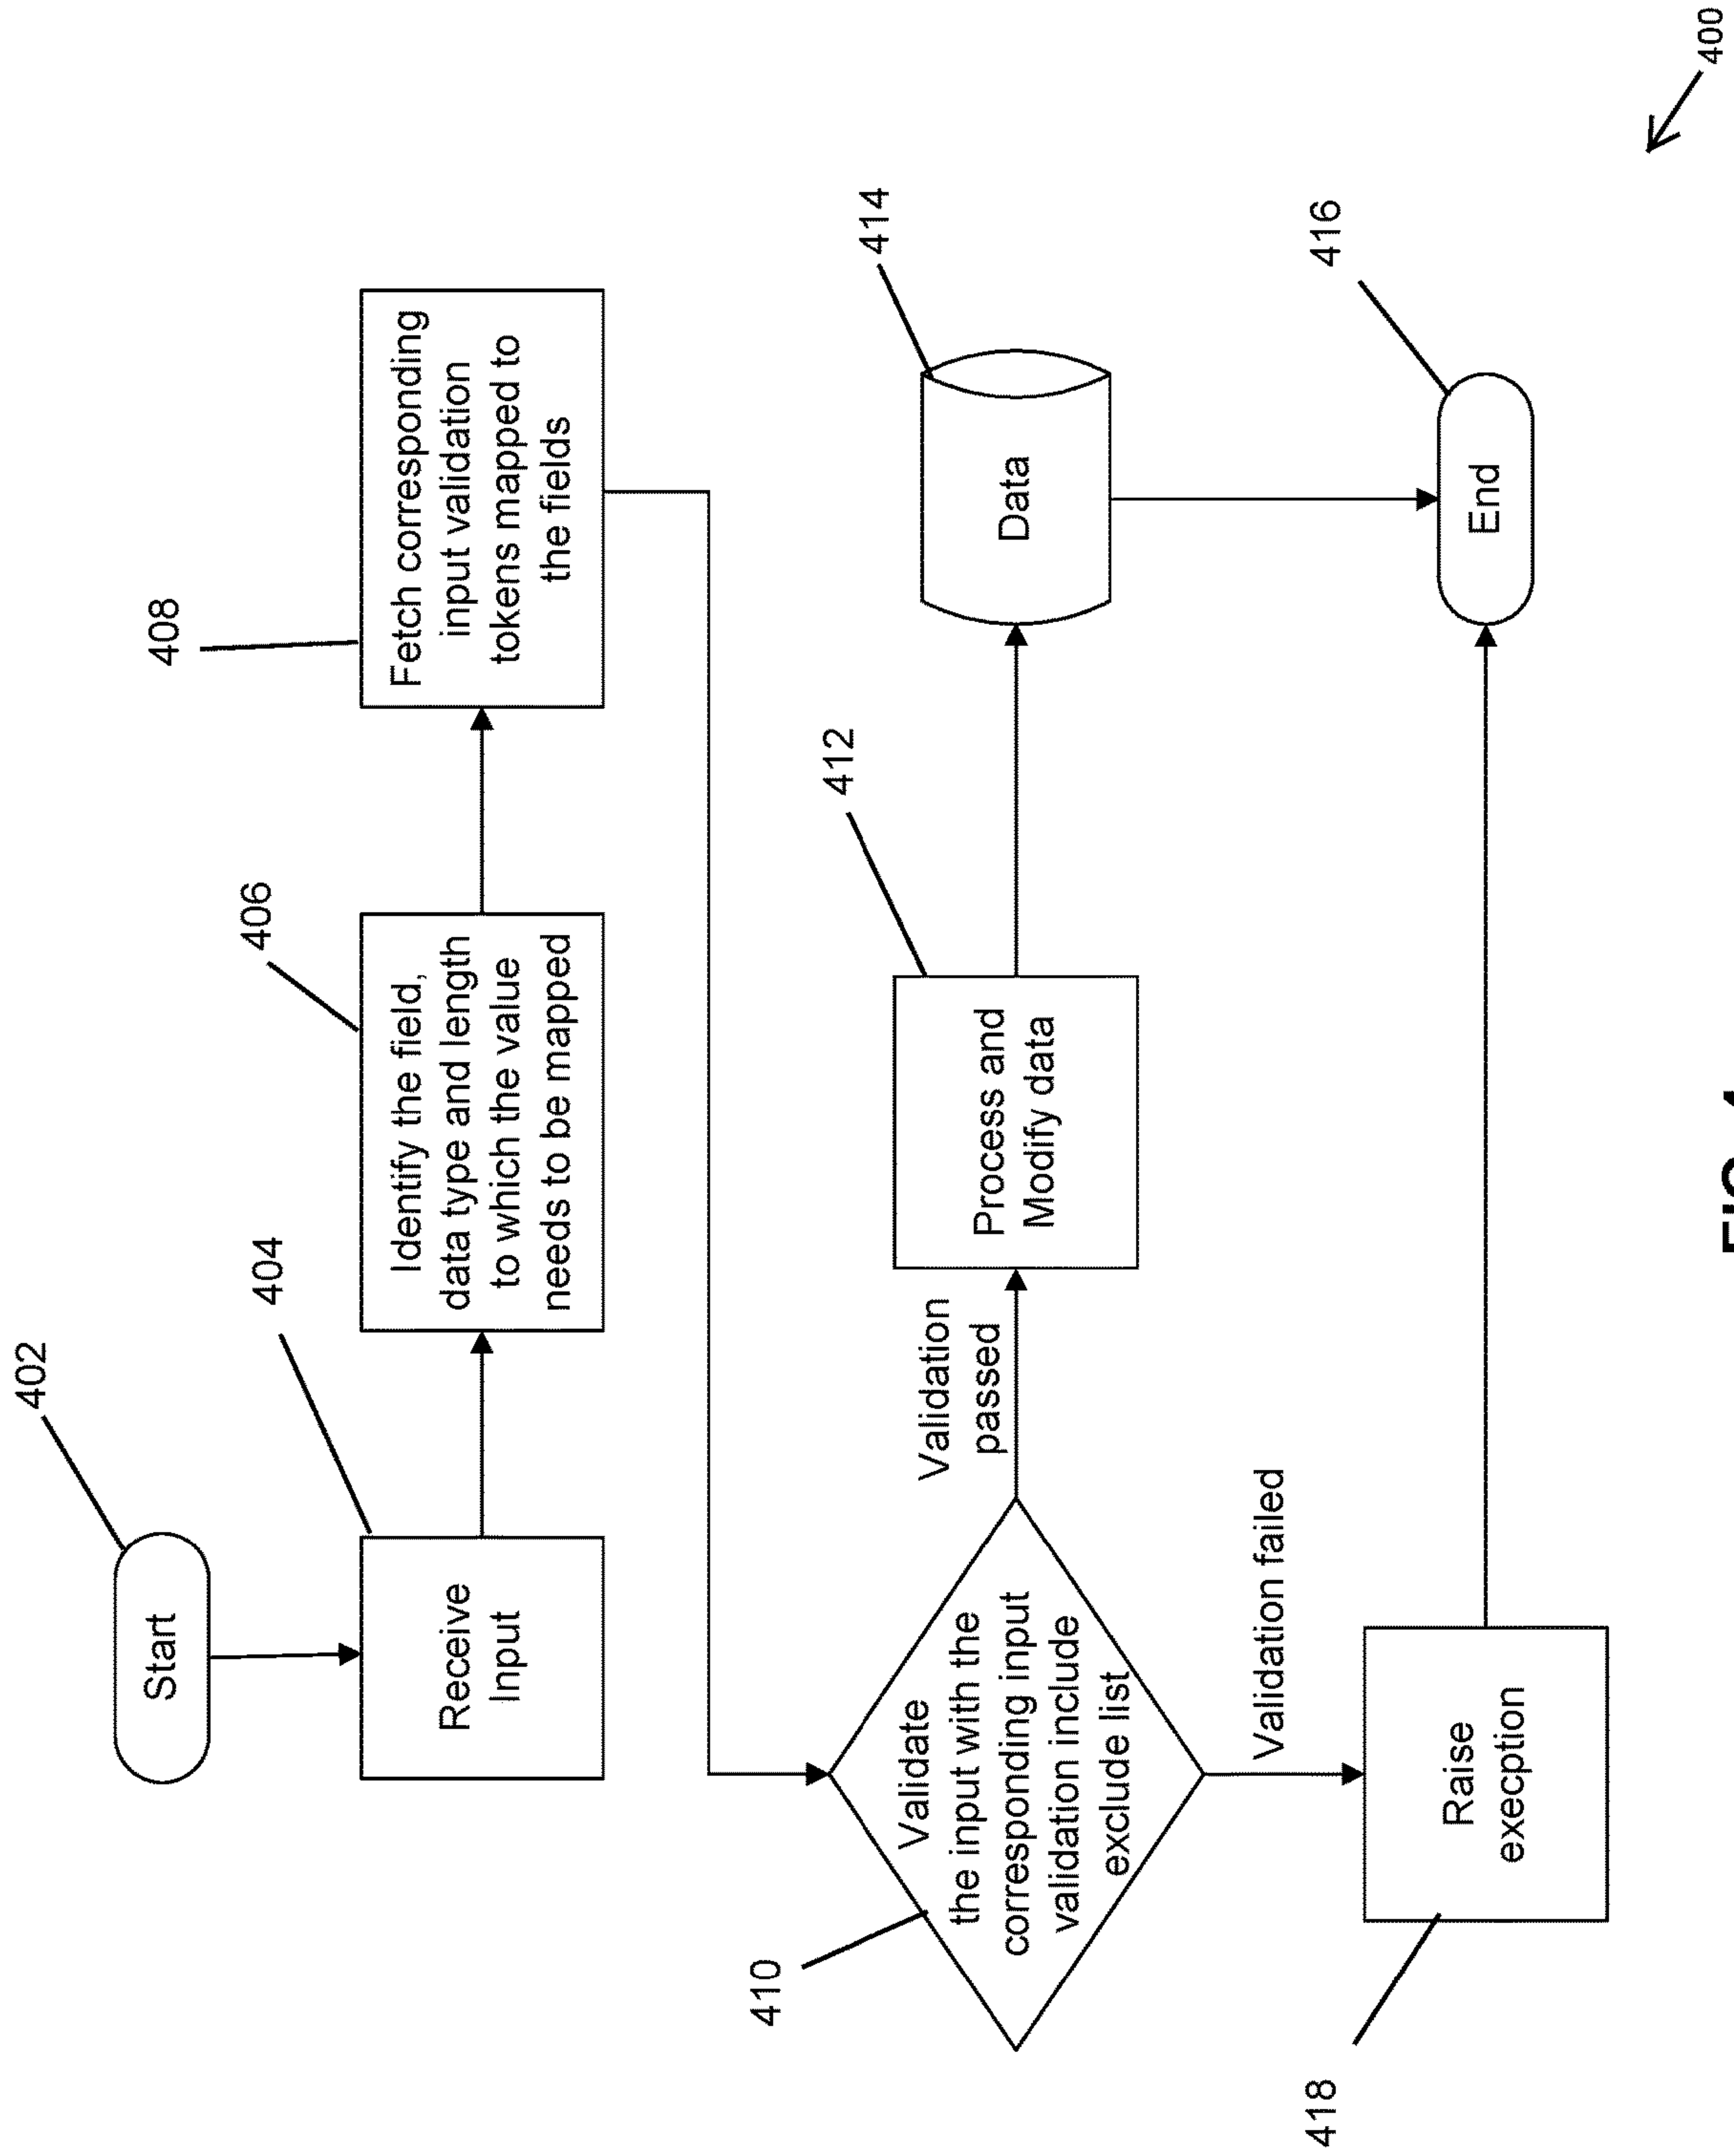 402
Start
404
Receive
Input
406
Identify the field,
data type and length
to which the value
needs to be mapped
408
Fetch corresponding
input validation
tokens mapped to
the fields
410
Validate
the input with the
corresponding input
validation include
exclude list
Validation
passed
412
Process and
Modify data
414
Data
Validation failed
418
Raise
execption
416
End
400